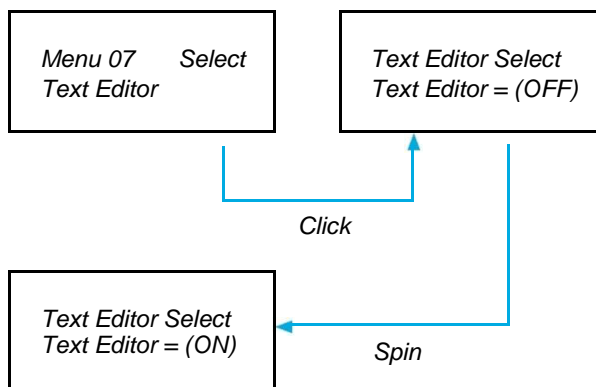 Menu 07 Select
Text Editor
Text Editor Select
Text Editor = (OFF)
Click
Text Editor Select
Text Editor = (ON)
Spin